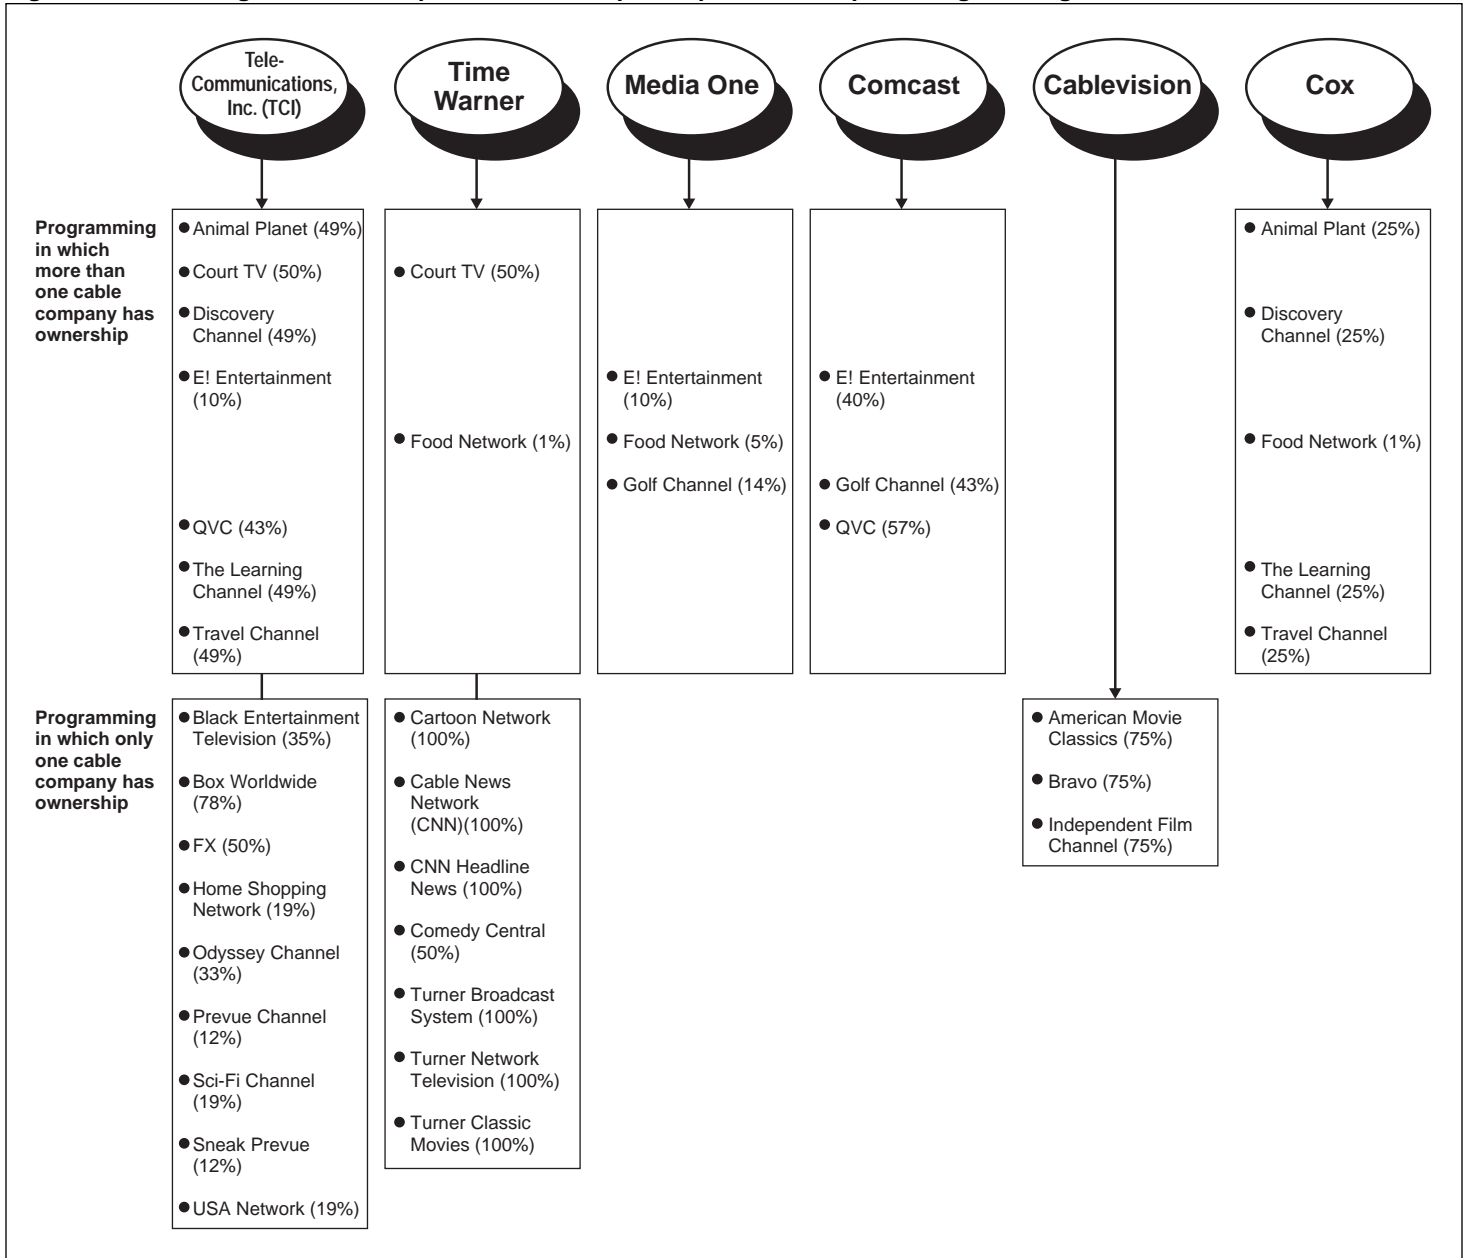 Tele-
Communications,
Inc. (TCI)
Time
Warner
Media One
Comcast
Cablevision
Cox
Programming
in which
more than
one cable
company has
ownership
Animal Planet (49%)
Court TV (50%)
Discovery
Channel (49%)
E! Entertainment
(10%)
QVC (43%)
The Learning
Channel (49%)
Travel Channel
(49%)
Court TV (50%)
Food Network (1%)
E! Entertainment
(10%)
Food Network (5%)
Golf Channel (14%)
E! Entertainment
(40%)
Golf Channel (43%)
QVC (57%)
Animal Plant (25%)
Discovery
Channel (25%)
Food Network (1%)
The Learning
Channel (25%)
Travel Channel
(25%)
Programming
in which only
one cable
company has
ownership
Black Entertainment
Television (35%)
Box Worldwide
(78%)
FX (50%)
Home Shopping
Network (19%)
Odyssey Channel
(33%)
Prevue Channel
(12%)
Sci-Fi Channel
(19%)
Sneak Prevue
(12%)
USA Network (19%)
Cartoon Network
(100%)
Cable News
Network
(CNN)(100%)
CNN Headline
News (100%)
Comedy Central
(50%)
Turner Broadcast
System (100%)
Turner Network
Television (100%)
Turner Classic
Movies (100%)
American Movie
Classics (75%)
Bravo (75%)
Independent Film
Channel (75%)